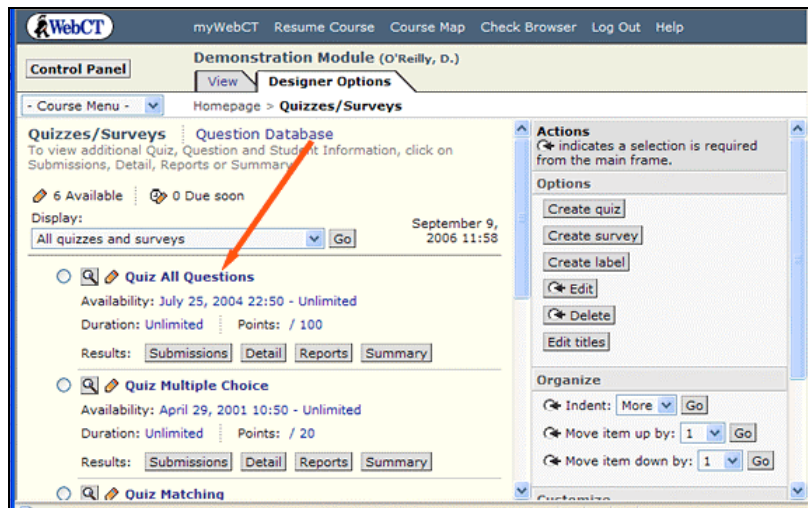 WebCT
myWebCT Resume Course Course Map Check Browser Log Out Help
Control Panel
Demonstration Module (O'Reilly, D.)
View Designer Options
- Course Menu -
Homepage > Quizzes/Surveys
Quizzes/Surveys Question Database
To view additional Quiz, Question and Student Information, click on
Submissions, Detail, Reports or Summary
6 Available 0 Due soon
Display:
All quizzes and surveys Go
September 9,
2006 11:58
Quiz All Questions
Availability: July 25, 2004 22:50 - Unlimited
Duration: Unlimited Points: / 100
Results: Submissions Detail Reports Summary
Quiz Multiple Choice
Availability: April 29, 2001 10:50 - Unlimited
Duration: Unlimited Points: / 20
Results: Submissions Detail Reports Summary
Quiz Matching
Actions
indicates a selection is required
from the main frame.
Options
Create quiz
Create survey
Create label
Edit
Delete
Edit titles
Organize
Indent: More Go
Move item up by: 1 Go
Move item down by: 1 Go
Customize